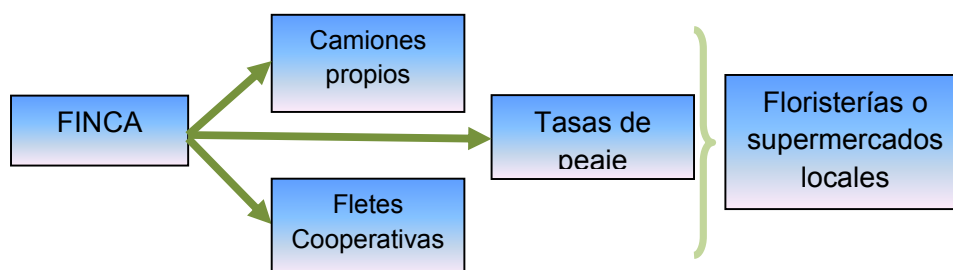 FINCA
Camiones
propios
Tasas de
peaje
Fletes
Cooperativas
Floristerías o
supermercados
locales